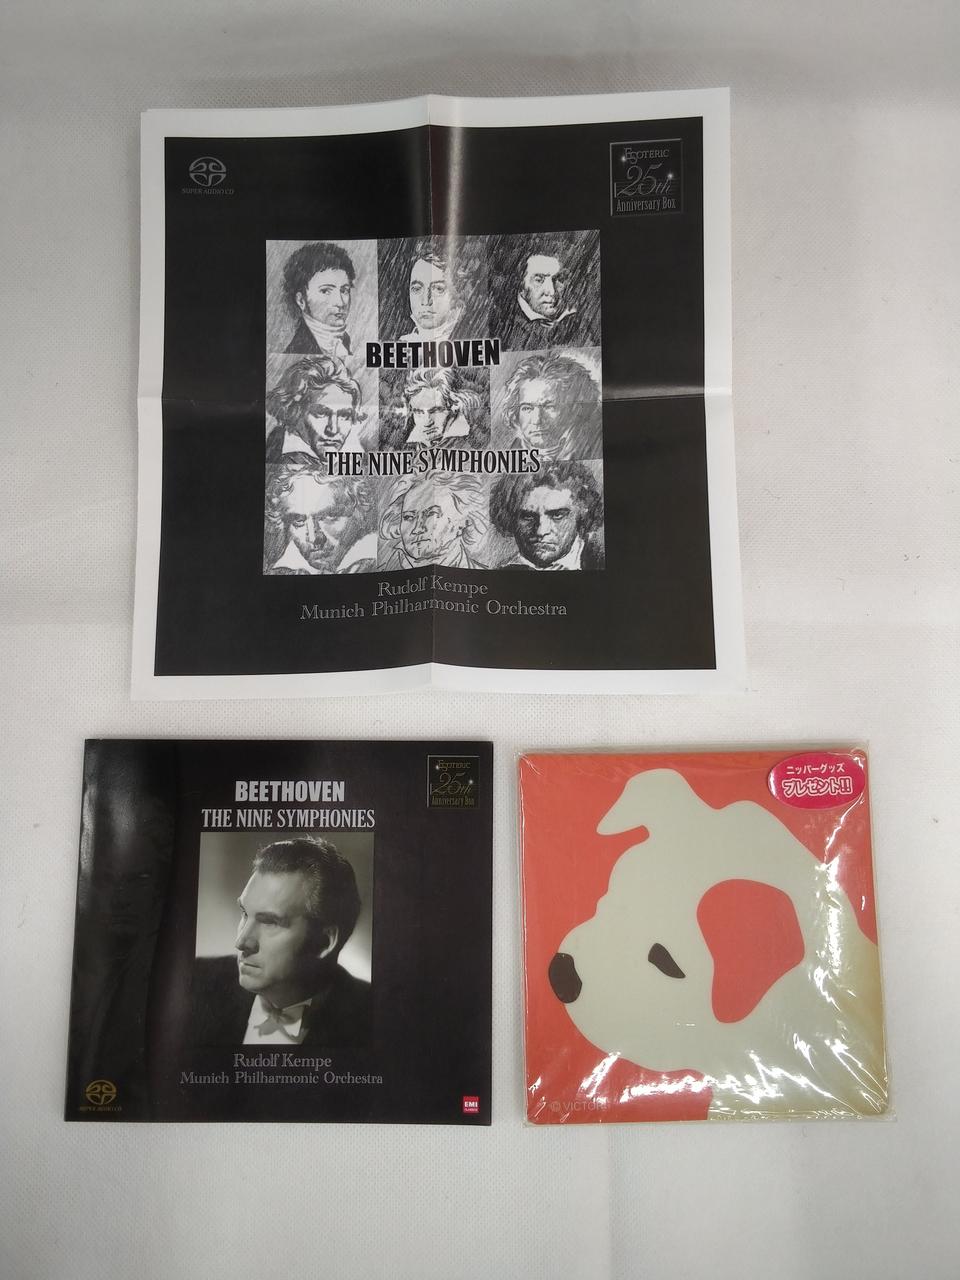 SUPER AUDIO CD
ESOTERIC
25th
Anniversary Box
BEETHOVEN
THE NINE SYMPHONIES
Rudolf Kempe
Munich Philharmonic Orchestra
BEETHOVEN
THE NINE SYMPHONIES
ESOTERIC
25th
Anniversary Box
Rudolf Kempe
Munich Philharmonic Orchestra
SUPER AUDIO CD
EMI
CLASSICS
ニッパーグッズ
プレゼント!!
© VICTOR